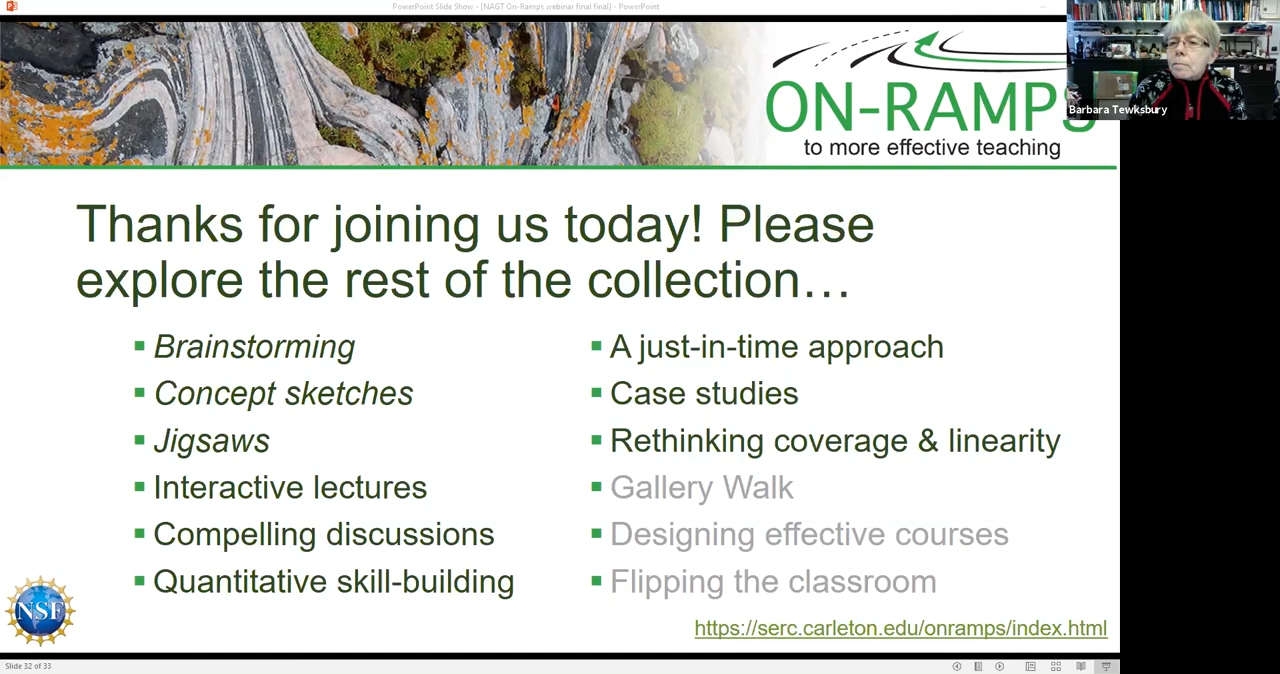 PowerPoint Slide Show - [NAGT On-Ramps webinar final final] - PowerPoint
ON-RAMPS
to more effective teaching
Barbara Tewksbury
Thanks for joining us today! Please
explore the rest of the collection…
Brainstorming
Concept sketches
Jigsaws
Interactive lectures
Compelling discussions
Quantitative skill-building
A just-in-time approach
Case studies
Rethinking coverage & linearity
Gallery Walk
Designing effective courses
Flipping the classroom
NSF
https://serc.carleton.edu/onramps/index.html
Slide 32 of 33